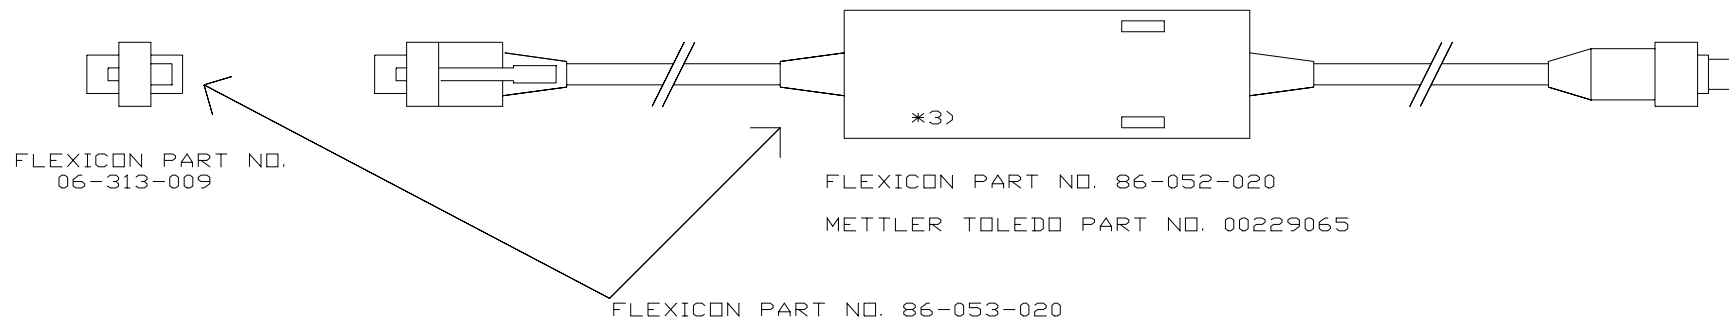 *3)
FLEXICON PART NO.
06-313-009
FLEXICON PART NO. 86-052-020
METTLER TOLEDO PART NO. 00229065
FLEXICON PART NO. 86-053-020